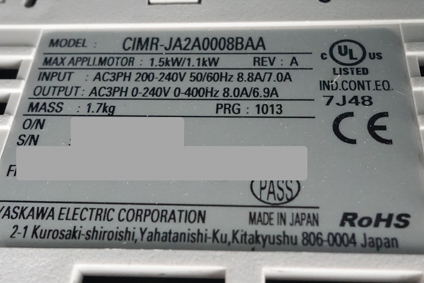 MODEL : CIMR-JA2A0008BAA
MAX APPLI.MOTOR : 1.5kW/1.1kW REV : A
INPUT : AC3PH 200-240V 50/60Hz 8.8A/7.0A
OUTPUT : AC3PH 0-240V 0-400Hz 8.0A/6.9A
MASS : 1.7kg PRG : 1013
O/N
S/N
C UL US
LISTED
IND.CONT.EQ.
7J48
CE
PASS
YASKAWA ELECTRIC CORPORATION MADE IN JAPAN RoHS
2-1 Kurosaki-shiroishi,Yahatanishi-Ku,Kitakyushu 806-0004 Japan